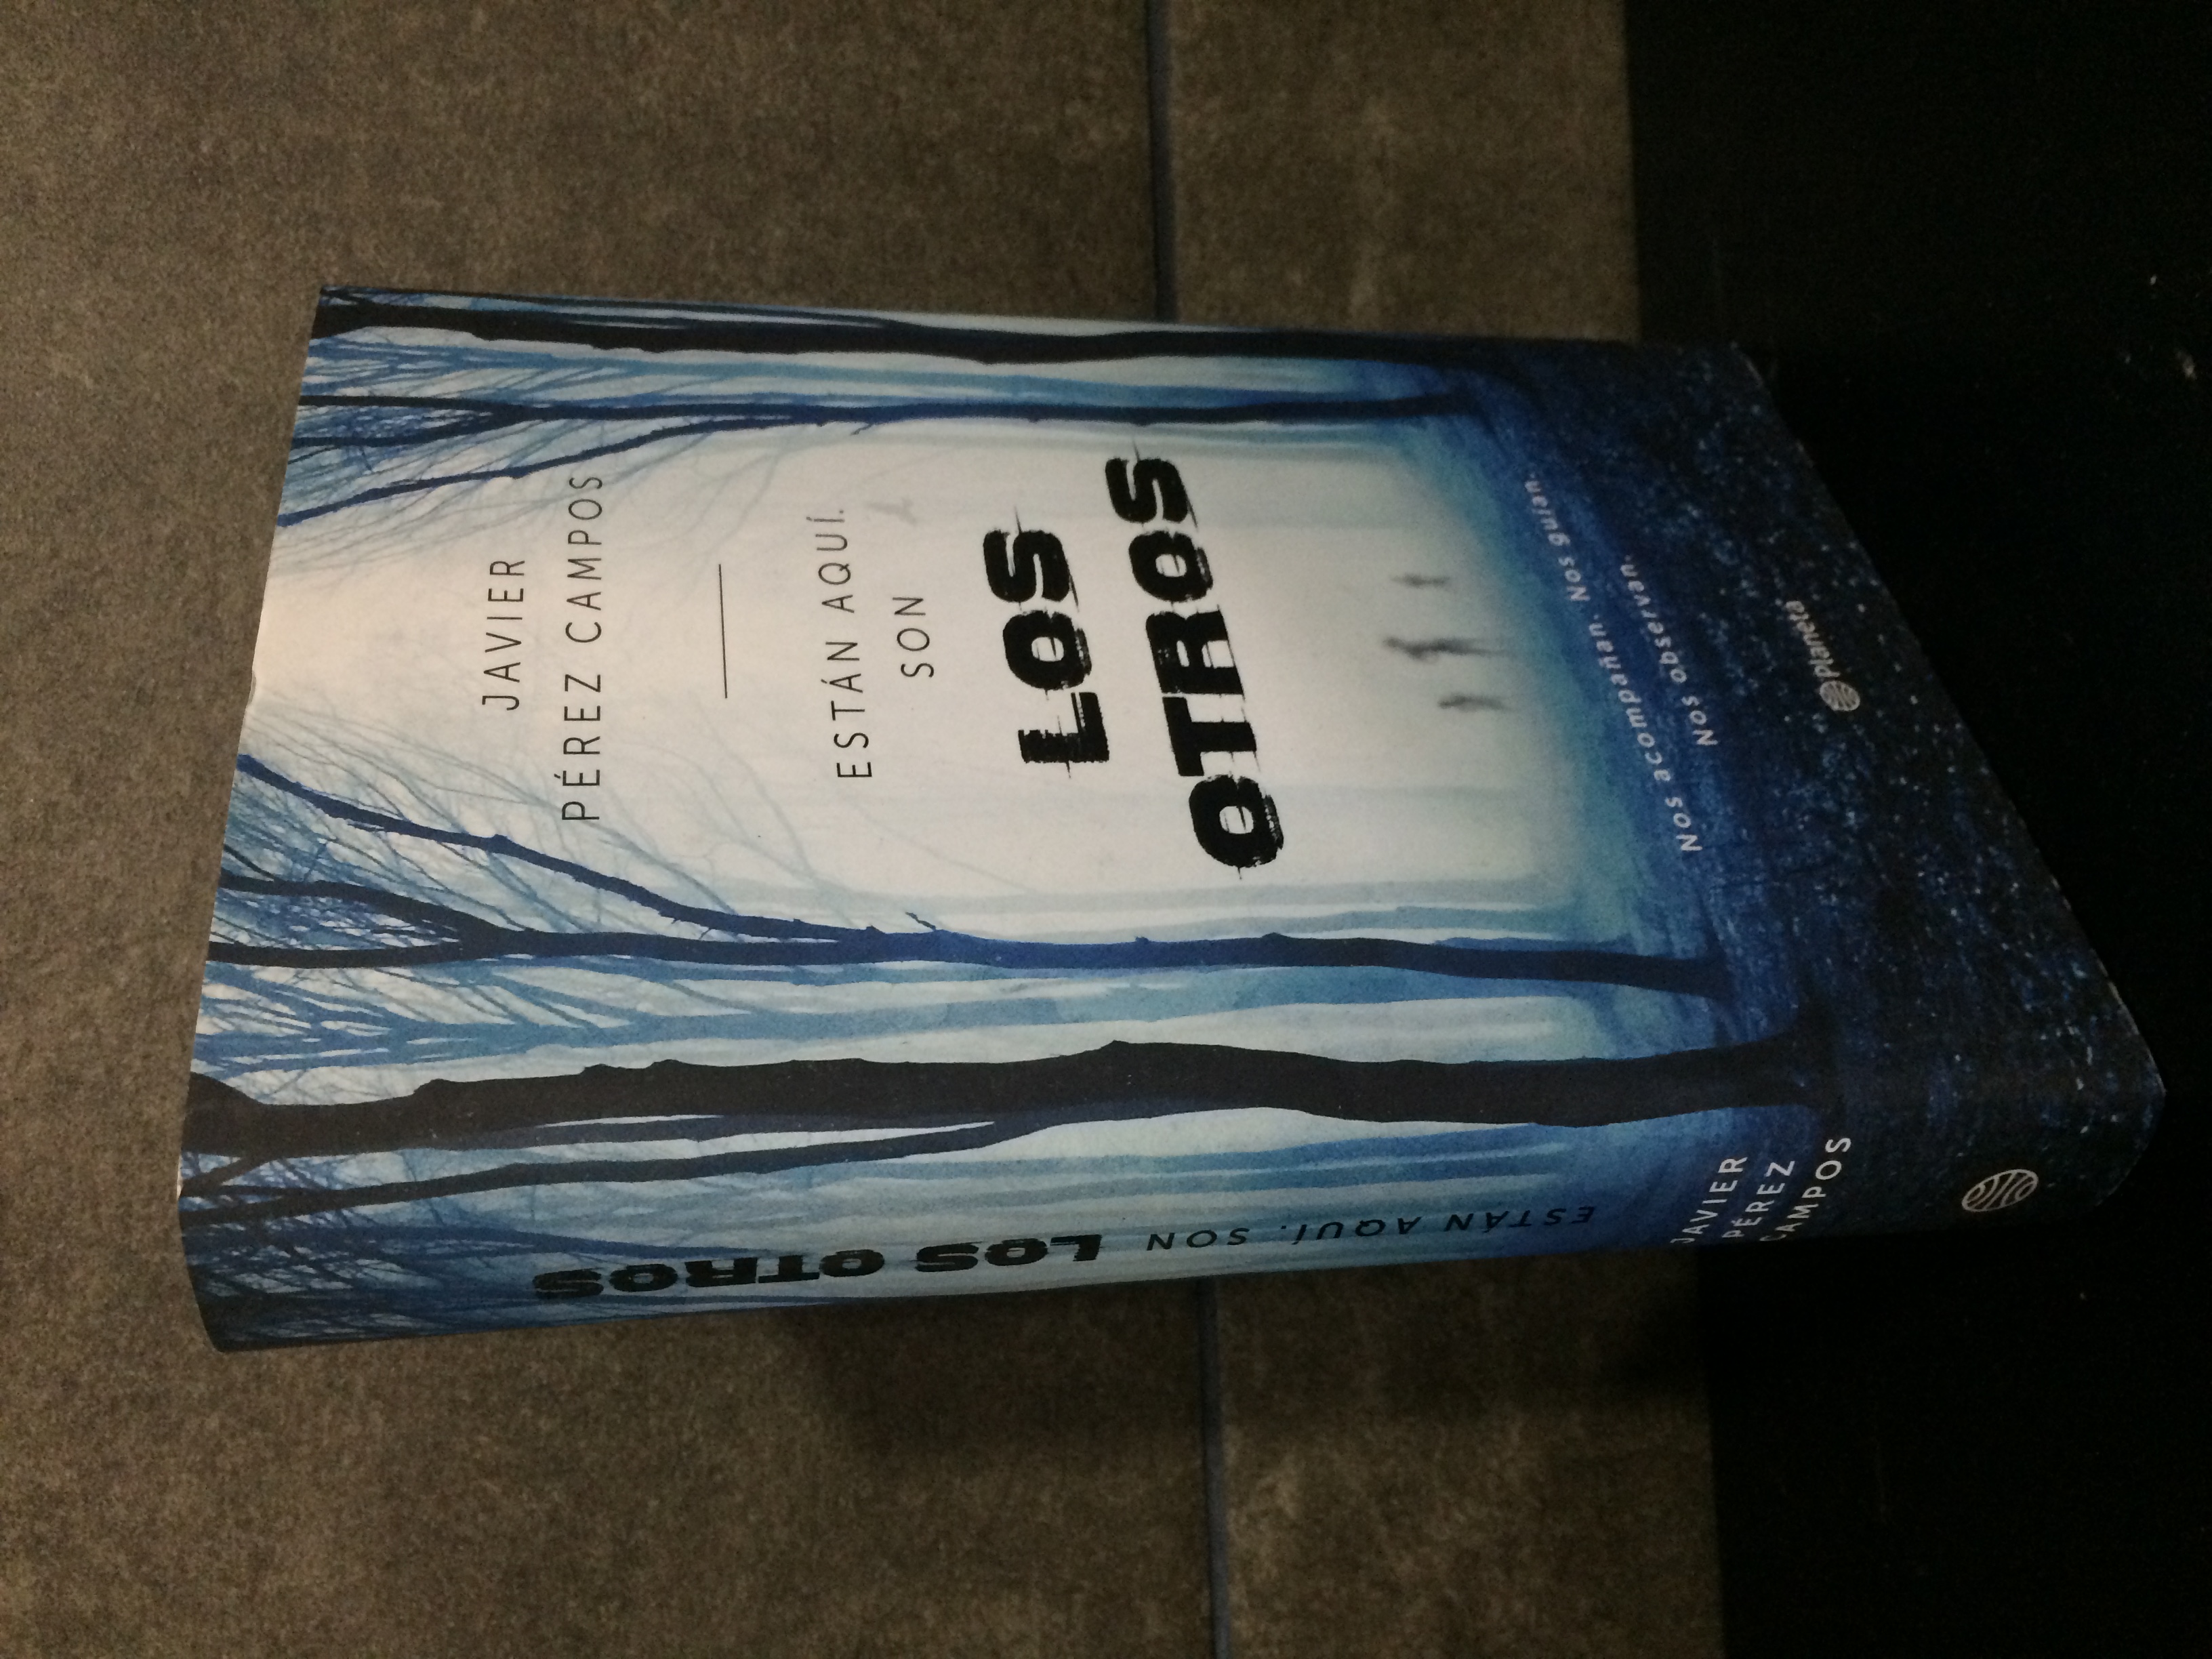 JAVIER
PÉREZ CAMPOS
ESTÁN AQUÍ.
SON
LOS
OTROS
Nos acompañan. Nos guían.
Nos observan.
Planeta
ESTÁN AQUÍ. SON LOS OTROS
JAVIER
PÉREZ
CAMPOS